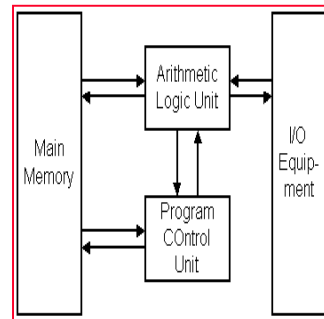 Main
Memory
Arithmetic
Logic Unit
Program
COntrol
Unit
I/O
Equip-
ment